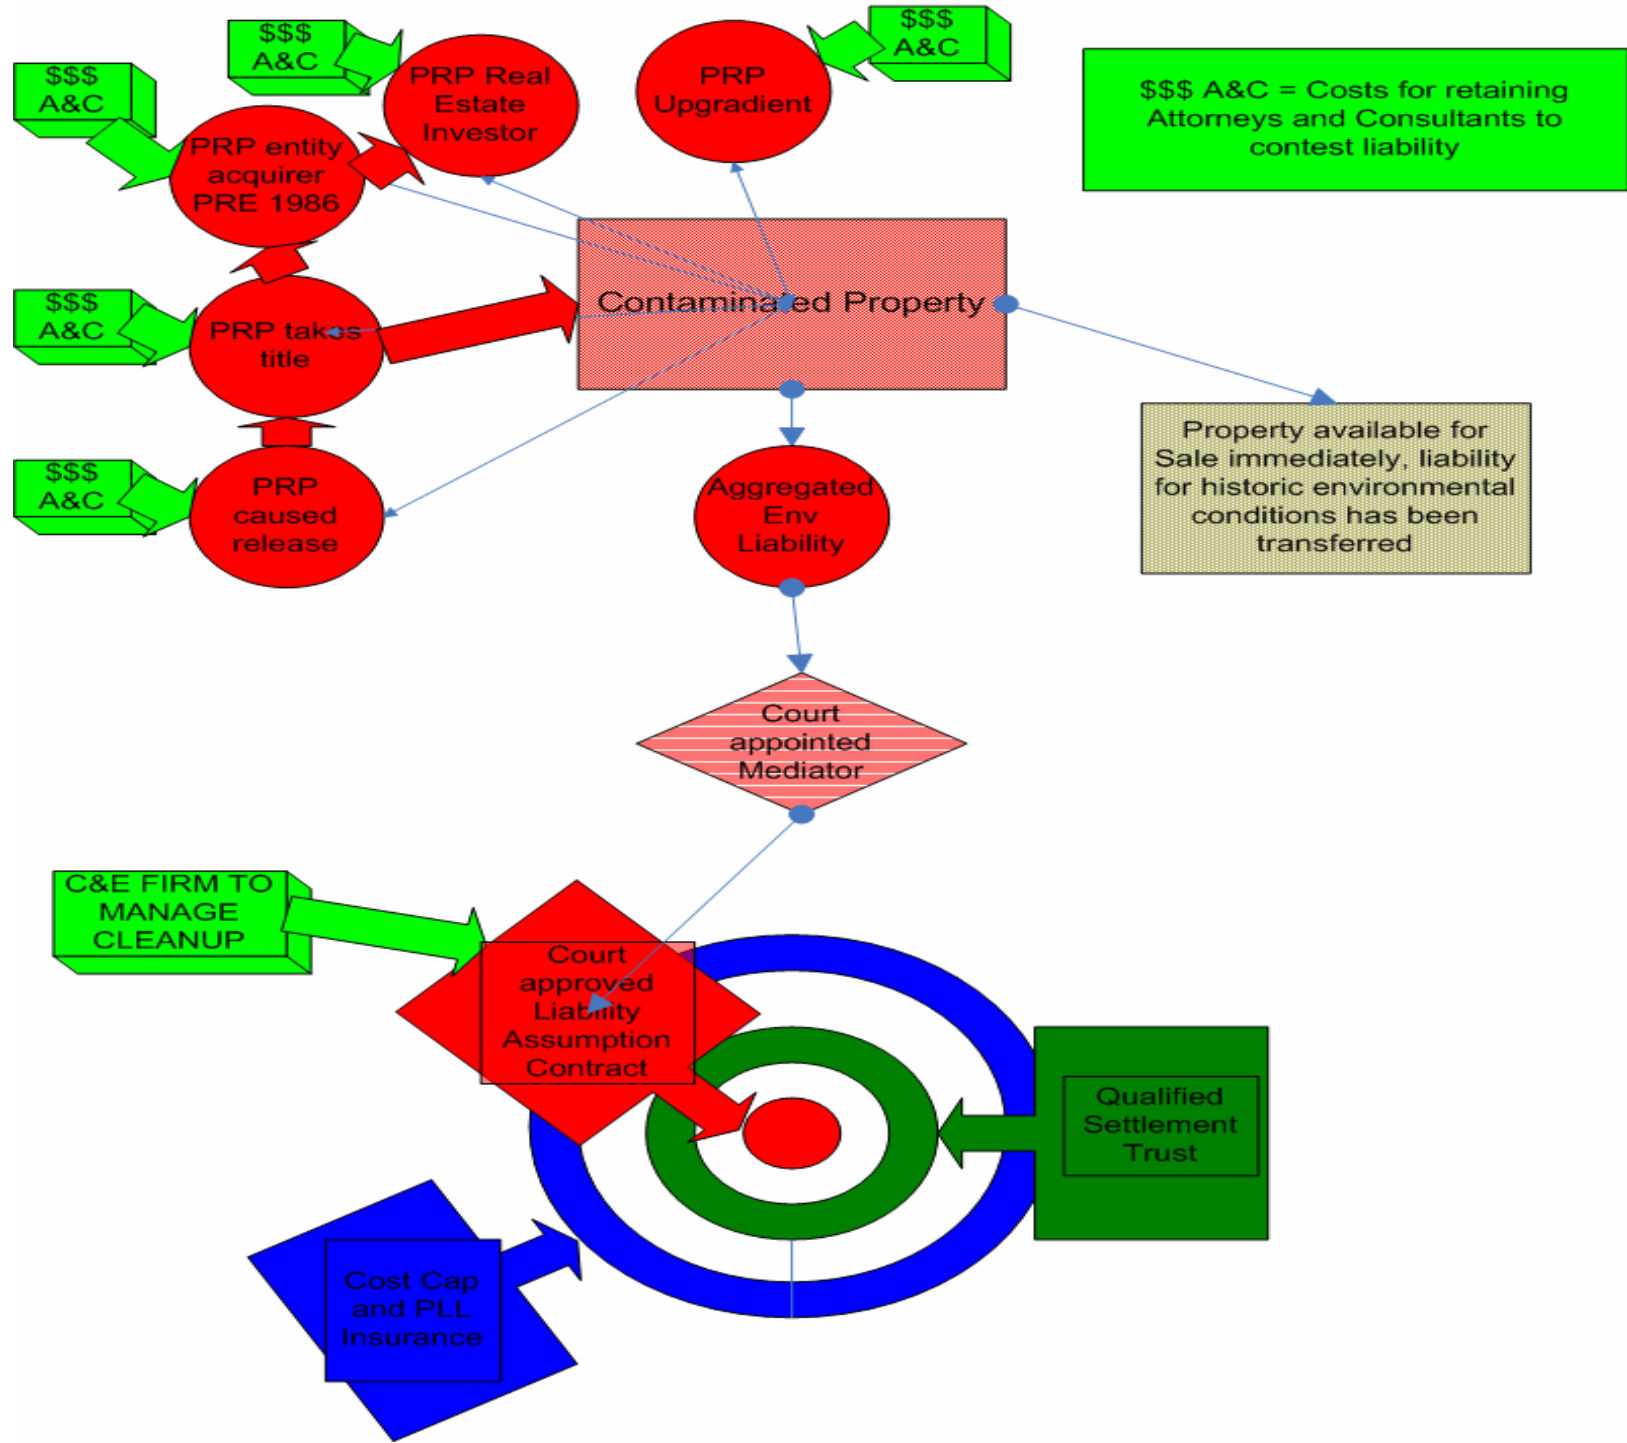 $$$
A&C
$$$
A&C
PRP Real
Estate
Investor
PRP
Upgradient
$$$
A&C
$$$ A&C = Costs for retaining
Attorneys and Consultants to
contest liability
PRP entity
acquirer
PRE 1986
$$$
A&C
PRP takes
title
Contaminated Property
$$$
A&C
PRP
caused
release
Aggregated
Env
Liability
Property available for
Sale immediately, liability
for historic environmental
conditions has been
transferred
Court
appointed
Mediator
C&E FIRM TO
MANAGE
CLEANUP
Court
approved
Liability
Assumption
Contract
Qualified
Settlement
Trust
Cost Cap
and PLL
Insurance